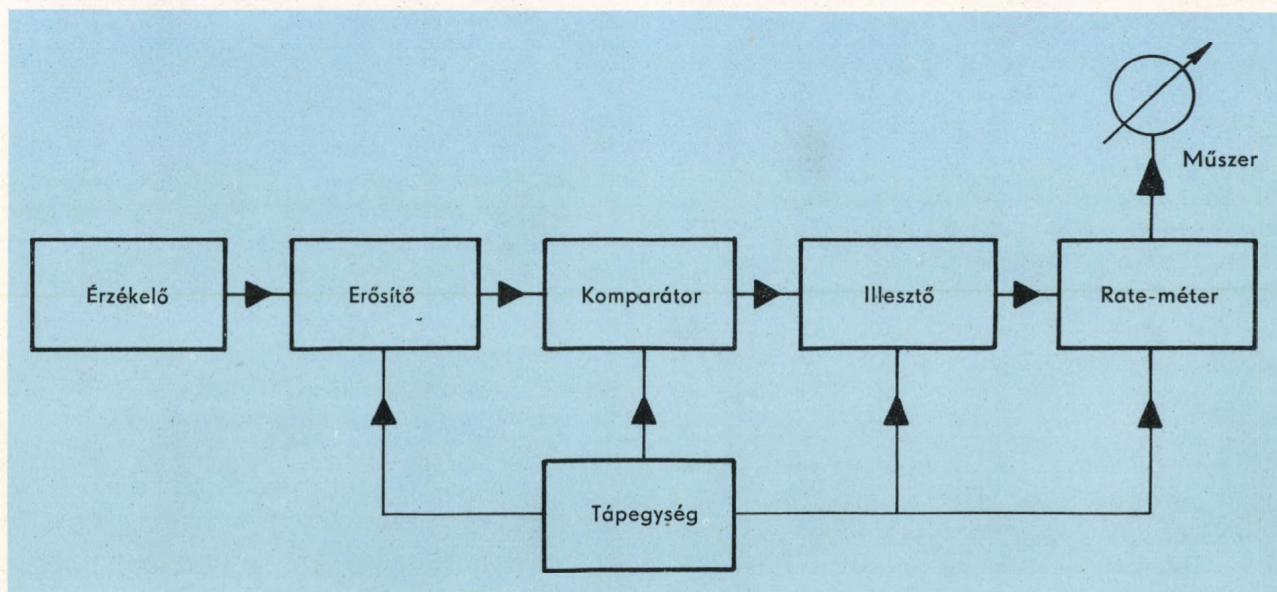 Műszer
Érzékelő
Erősítő
Komparátor
Illesztő
Rate-méter
Tápegység